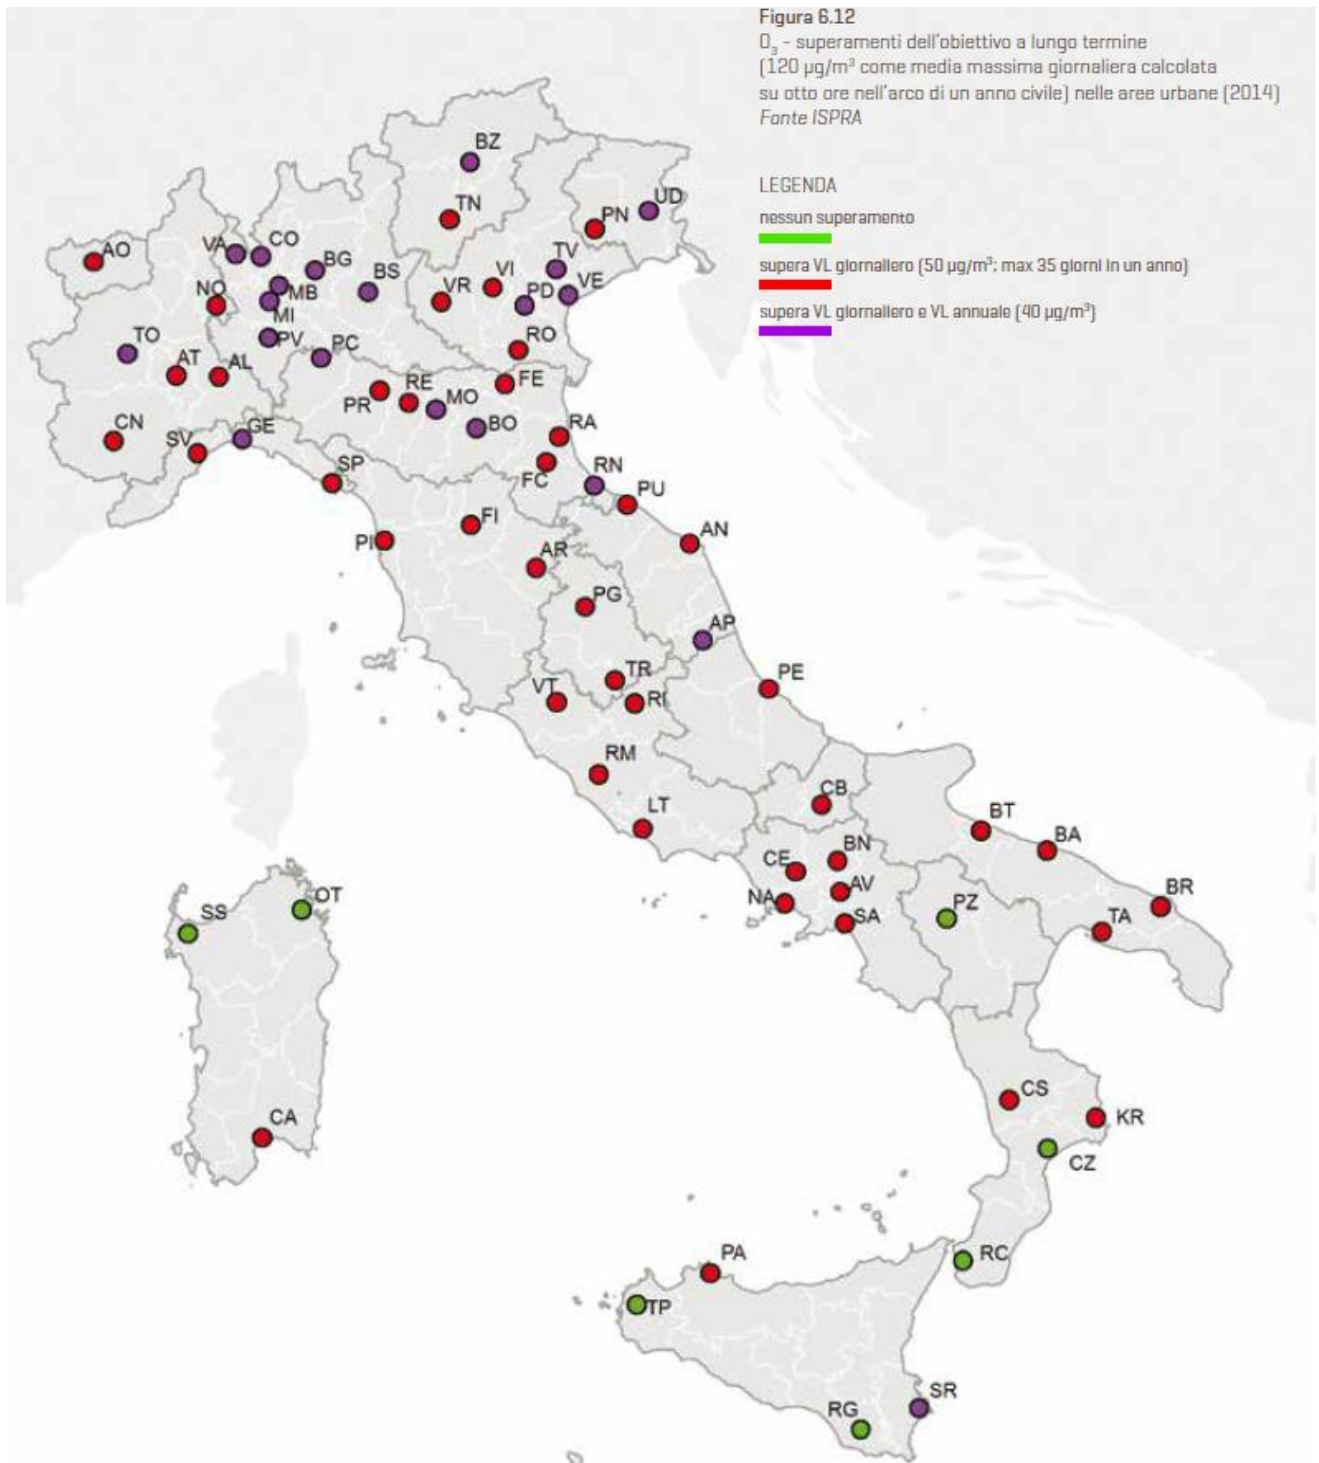 Figura 6.12
O₃ - superamenti dell'obiettivo a lungo termine
(120 µg/m³ come media massima giornaliera calcolata
su otto ore nell'arco di un anno civile) nelle aree urbane (2014)
Fonte ISPRA
LEGENDA
nessun superamento
supera VL giornaliero (50 µg/m³; max 35 giorni in un anno)
supera VL giornaliero e VL annuale (40 µg/m³)
BZ
TN
UD
PN
AO
VA
CO
BG
BS
TV
VI
VE
VR
PD
NO
MB
MI
PV
PC
RO
TO
AT
AL
RE
FE
PR
MO
BO
RA
CN
SV
GE
SP
FC
RN
PU
FI
PI
AN
AR
PG
AP
TR
PE
VT
RI
RM
LT
CB
BT
BA
BN
CE
AV
NA
SA
PZ
BR
TA
SS
OT
CA
CS
KR
CZ
RC
PA
TP
SR
RG